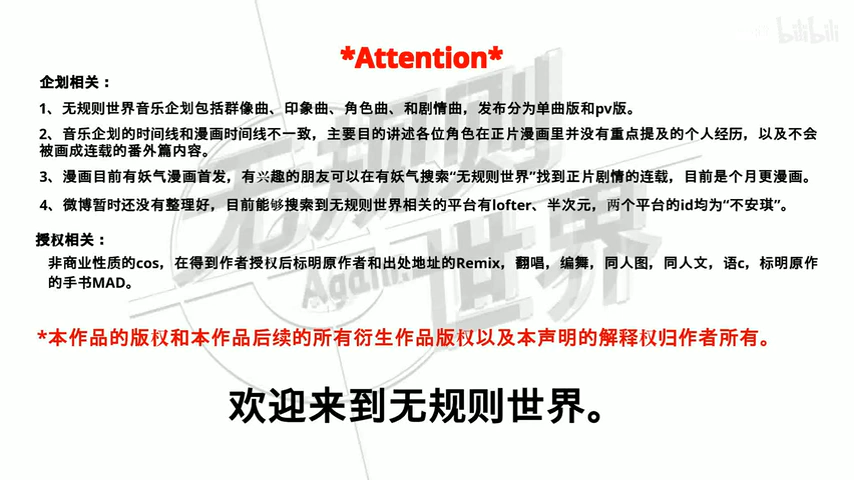 bilibili
*Attention*
企划相关：
1、无规则世界音乐企划包括群像曲、印象曲、角色曲、和剧情曲，发布分为单曲版和pv版。
2、音乐企划的时间线和漫画时间线不一致，主要目的讲述各位角色在正片漫画里并没有重点提及的个人经历，以及不会
被画成连载的番外篇内容。
3、漫画目前有妖气漫画首发，有兴趣的朋友可以在有妖气搜索“无规则世界”找到正片剧情的连载，目前是个月更漫画。
4、微博暂时还没有整理好，目前能够搜索到无规则世界相关的平台有lofter、半次元，两个平台的id均为“不安琪”。
授权相关：
非商业性质的cos，在得到作者授权后标明原作者和出处地址的Remix，翻唱，编舞，同人图，同人文，语c，标明原作
的手书MAD。
无规则
世界
*本作品的版权和本作品后续的所有衍生作品版权以及本声明的解释权归作者所有。
欢迎来到无规则世界。